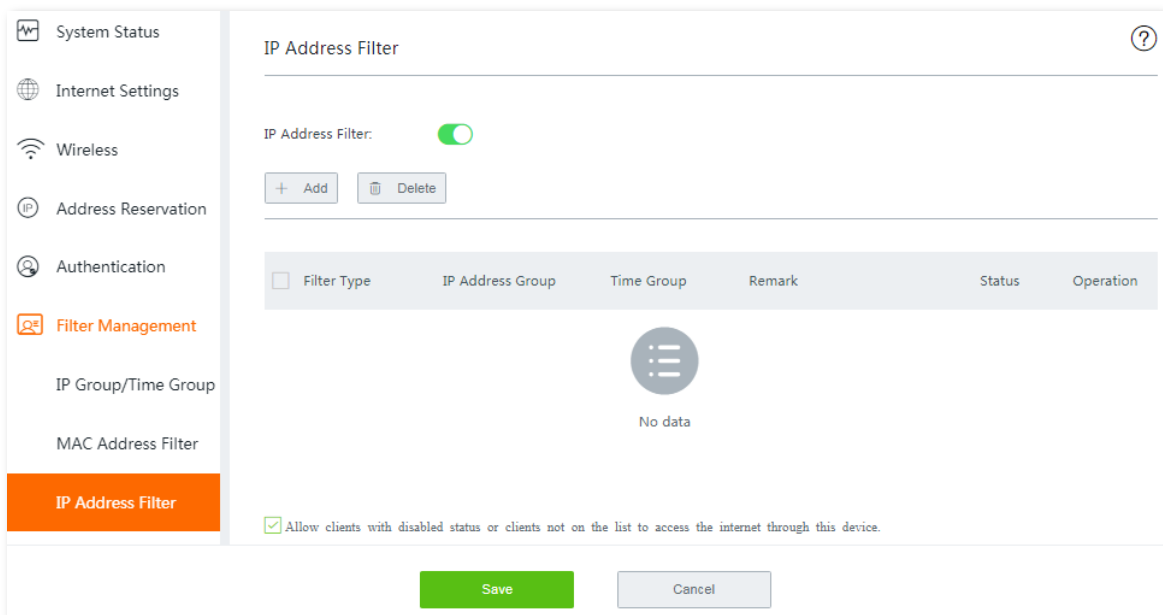 System Status
Internet Settings
Wireless
IP
Address Reservation
Authentication
Filter Management
IP Group/Time Group
MAC Address Filter
IP Address Filter
IP Address Filter
?
IP Address Filter:
+ Add Delete
Filter Type IP Address Group Time Group Remark Status Operation
No data
Allow clients with disabled status or clients not on the list to access the internet through this device.
Save Cancel